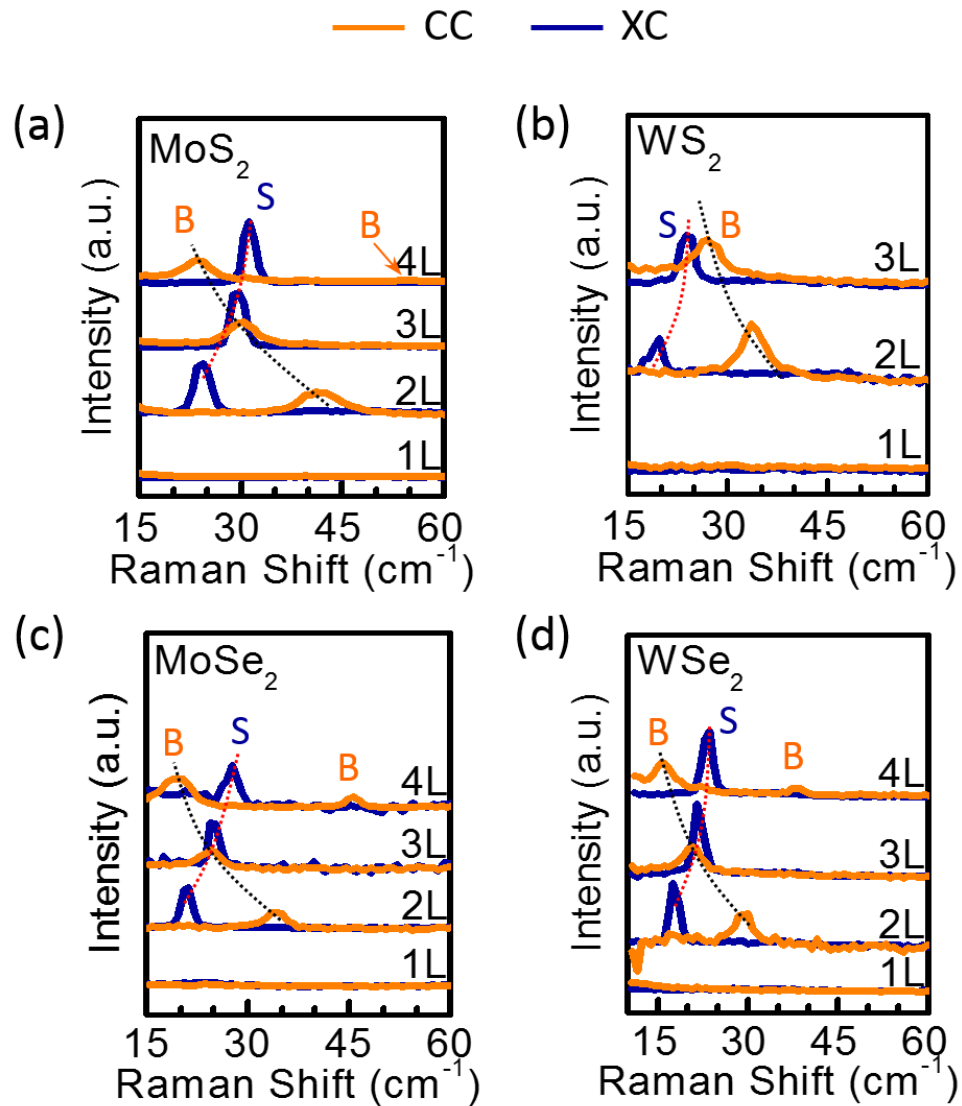 CC XC
(a)
MoS2
B S B
4L
3L
2L
1L
15 30 45 60
Raman Shift (cm-1)
Intensity (a.u.)
(b)
WS2
S B
3L
2L
1L
15 30 45 60
Raman Shift (cm-1)
Intensity (a.u.)
(c)
MoSe2
B S B
4L
3L
2L
1L
15 30 45 60
Raman Shift (cm-1)
Intensity (a.u.)
(d)
WSe2
B S B
4L
3L
2L
1L
15 30 45 60
Raman Shift (cm-1)
Intensity (a.u.)